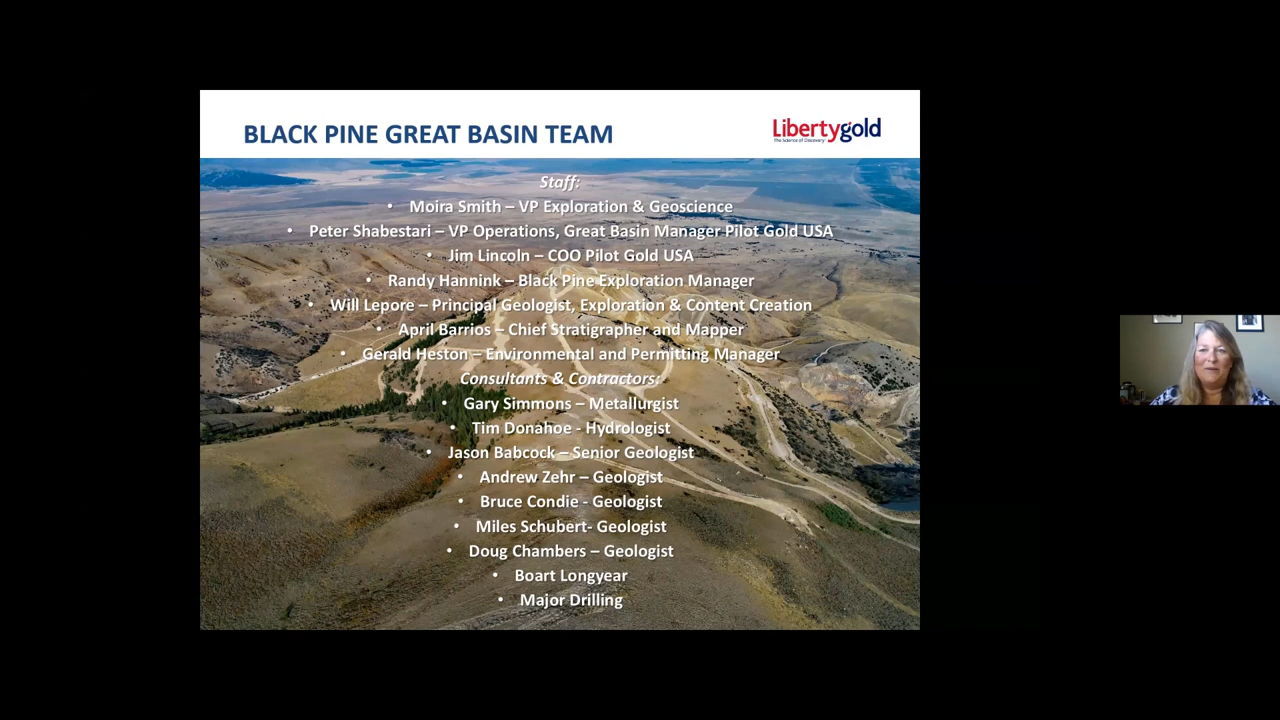 BLACK PINE GREAT BASIN TEAM
Libertygold
The Science of Discovery
Staff:
• Moira Smith – VP Exploration & Geoscience
• Peter Shabestari – VP Operations, Great Basin Manager Pilot Gold USA
• Jim Lincoln – COO Pilot Gold USA
• Randy Hannink – Black Pine Exploration Manager
• Will Lepore – Principal Geologist, Exploration & Content Creation
• April Barrios – Chief Stratigrapher and Mapper
• Gerald Heston – Environmental and Permitting Manager
Consultants & Contractors:
• Gary Simmons – Metallurgist
• Tim Donahoe - Hydrologist
• Jason Babcock – Senior Geologist
• Andrew Zehr – Geologist
• Bruce Condie - Geologist
• Miles Schubert- Geologist
• Doug Chambers – Geologist
• Boart Longyear
• Major Drilling